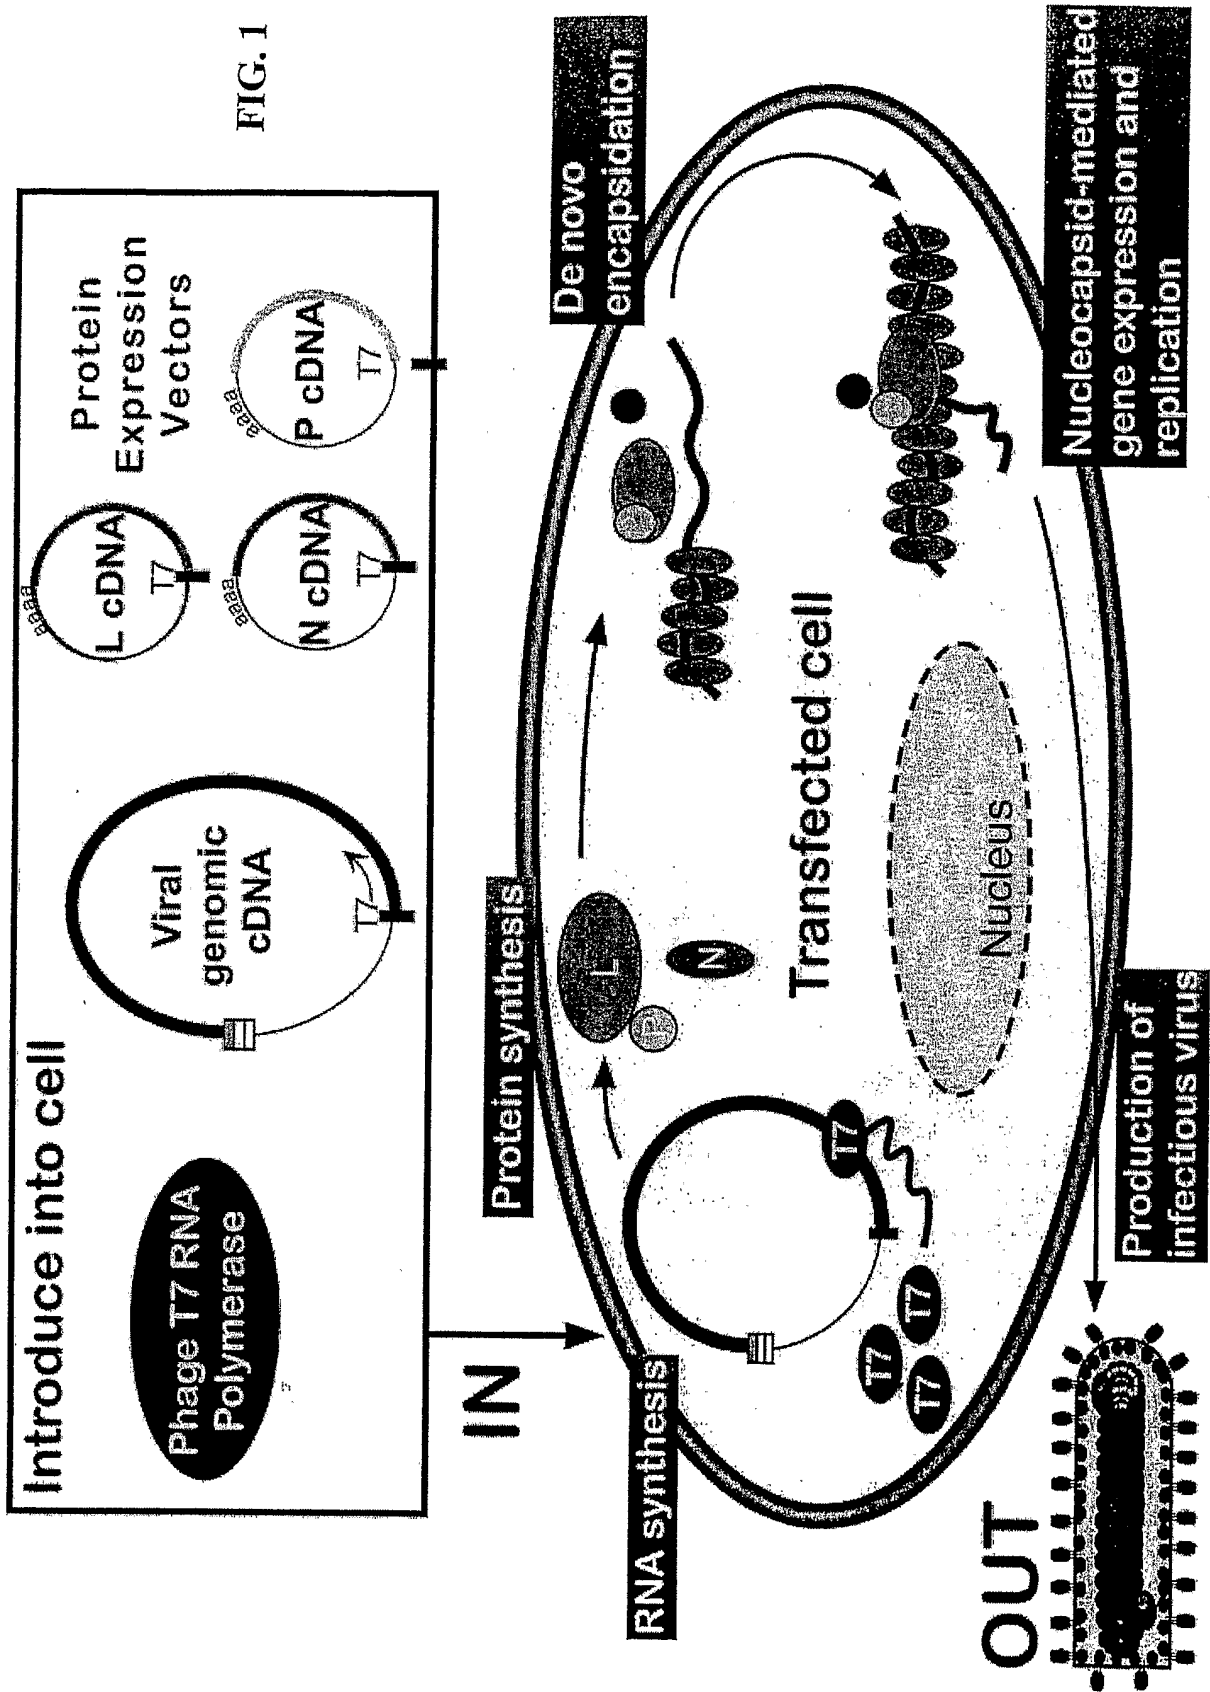 FIG. 1
Introduce into cell
Phage T7 RNA
Polymerase
Viral
genomic
cDNA
T7
aaaa
L cDNA
T7
aaaa
N cDNA
T7
Protein
Expression
Vectors
aaaa
P cDNA
T7
IN
RNA synthesis
Protein synthesis
De novo
encapsidation
L
P
N
T7
T7
T7
T7
Transfected cell
Nucleus
Nucleocapsid-mediated
gene expression and
replication
Production of
infectious virus
OUT